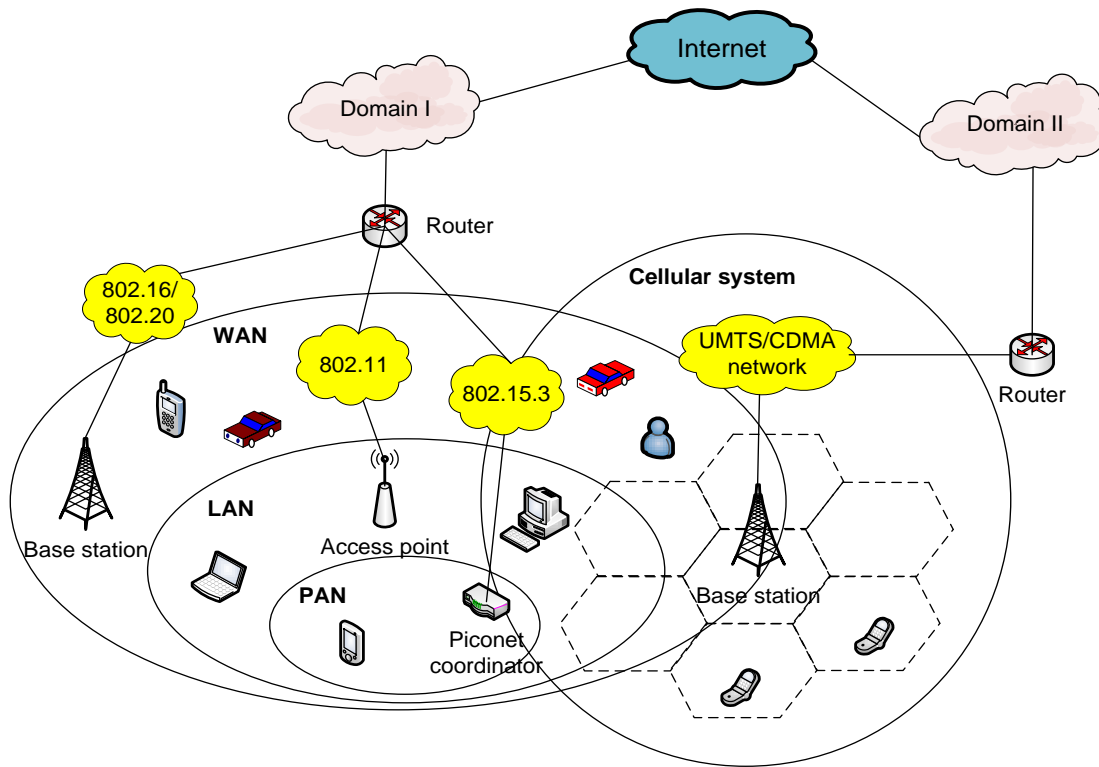 Internet
Domain I
Domain II
Router
Cellular system
802.16/
802.20
WAN
802.11
802.15.3
UMTS/CDMA
network
Router
LAN
Base station
Access point
PAN
Base station
Piconet
coordinator